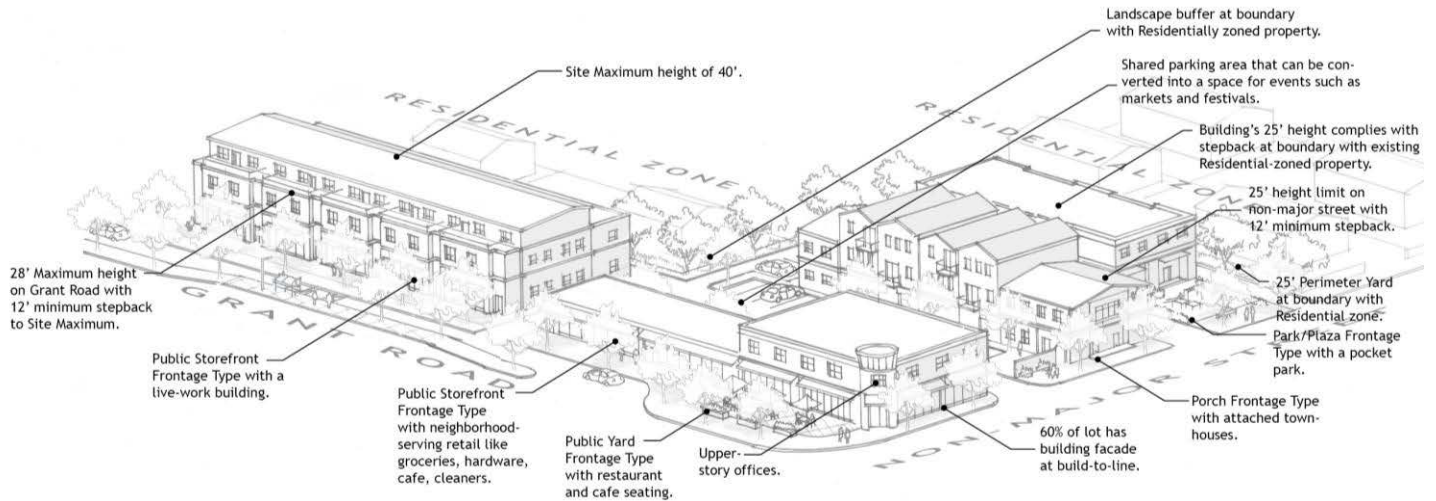 Landscape buffer at boundary
with Residentially zoned property.
Site Maximum height of 40'.
Shared parking area that can be con-
verted into a space for events such as
markets and festivals.
RESIDENTIAL ZONE
RESIDENTIAL ZON
Building's 25' height complies with
stepback at boundary with existing
Residential-zoned property.
25' height limit on
non-major street with
12' minimum stepback.
28' Maximum height
on Grant Road with
12' minimum stepback
to Site Maximum.
GRANT ROAD
25' Perimeter Yard
at boundary with
Residential zone.
Park/Plaza Frontage
Type with a pocket
park.
Public Storefront
Frontage Type with a
live-work building.
Public Storefront
Frontage Type
with neighborhood-
serving retail like
groceries, hardware,
cafe, cleaners.
Public Yard
Frontage Type
with restaurant
and cafe seating.
Upper-
story offices.
NON-MAJOR ST
60% of lot has
building facade
at build-to-line.
Porch Frontage Type
with attached town-
houses.